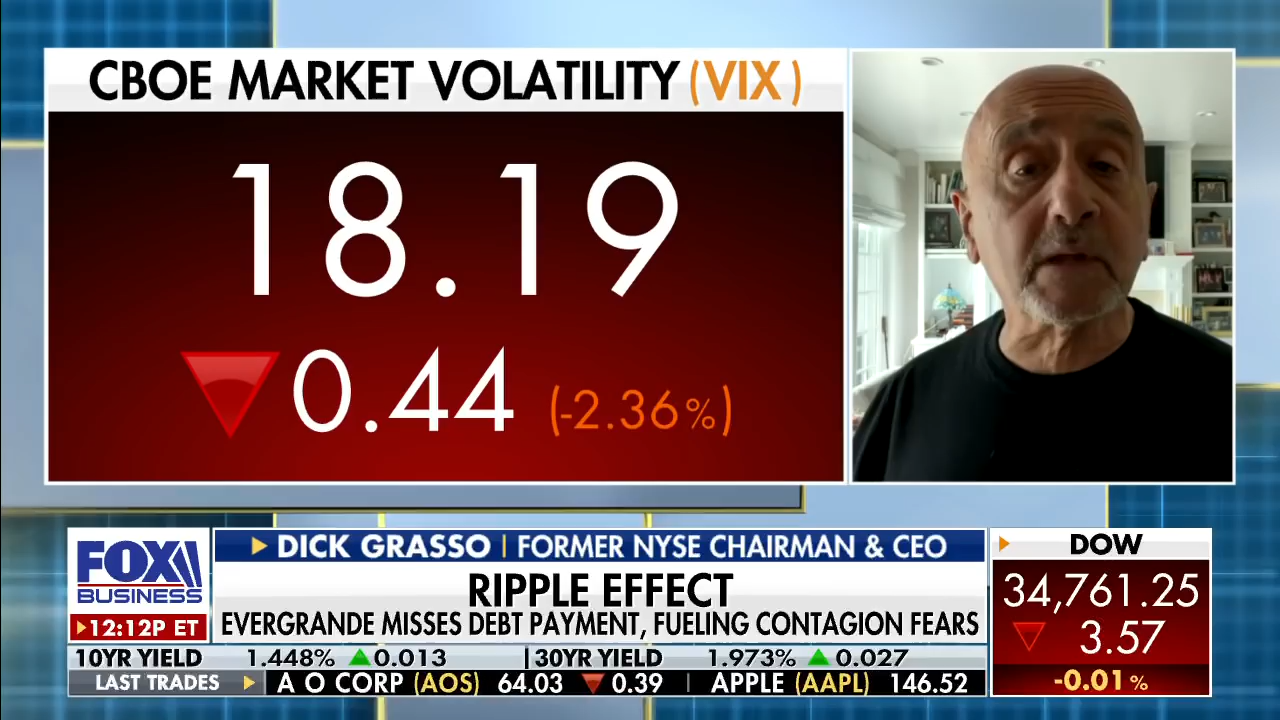 CBOE MARKET VOLATILITY (VIX)
18.19
0.44 (-2.36%)
FOX
BUSINESS
12:12P ET
DICK GRASSO | FORMER NYSE CHAIRMAN & CEO
RIPPLE EFFECT
EVERGRANDE MISSES DEBT PAYMENT, FUELING CONTAGION FEARS
DOW
34,761.25
3.57
-0.01%
10YR YIELD 1.448% 0.013 | 30YR YIELD 1.973% 0.027
LAST TRADES A O CORP (AOS) 64.03 0.39 | APPLE (AAPL) 146.52